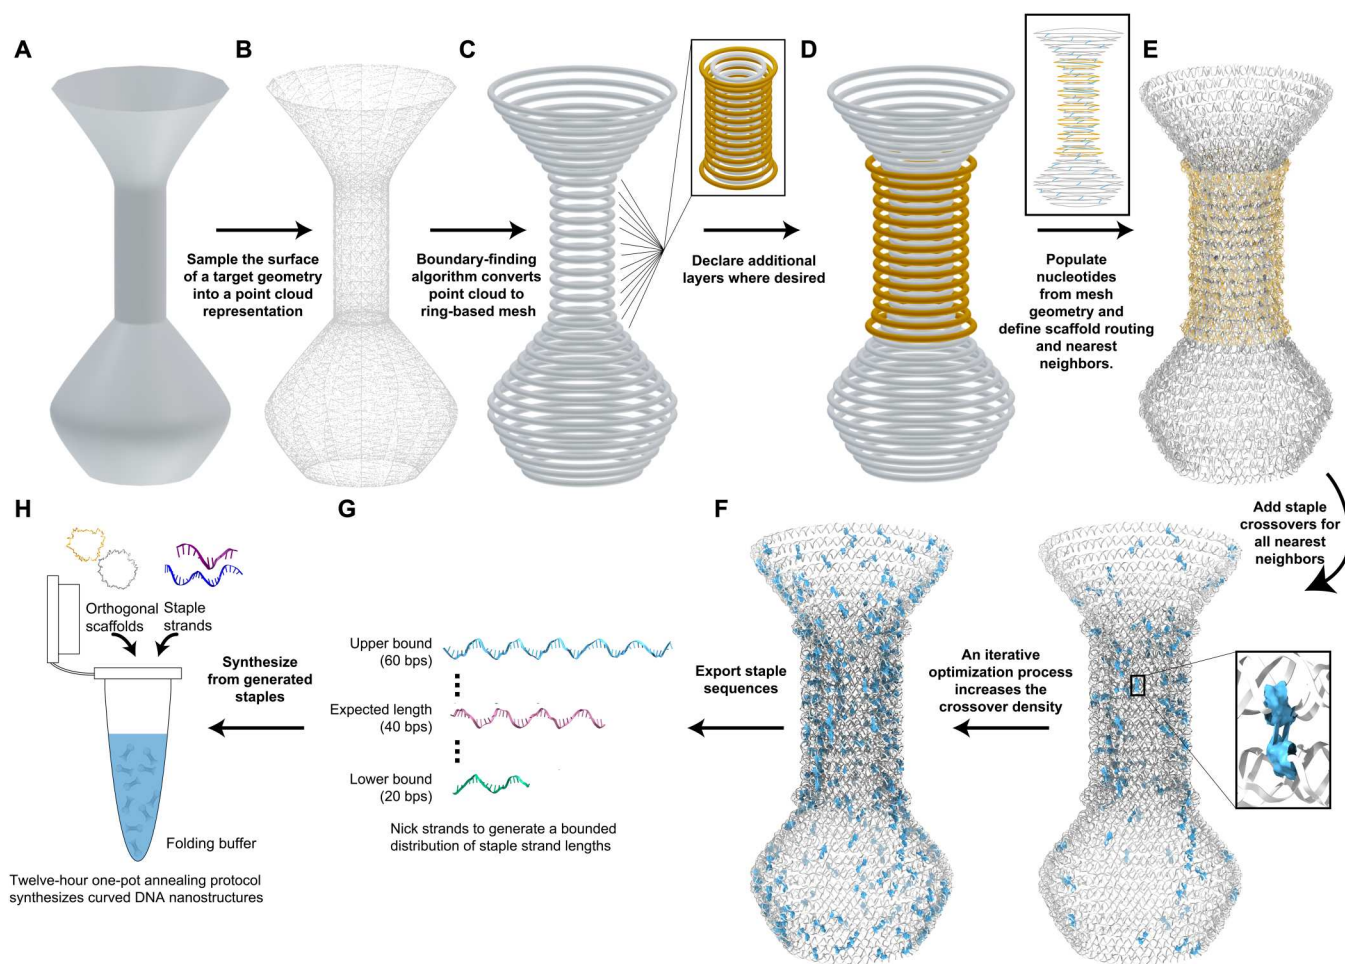 A
B
C
D
E
Sample the surface
of a target geometry
into a point cloud
representation
Boundary-finding
algorithm converts
point cloud to
ring-based mesh
Declare additional
layers where desired
Populate
nucleotides
from mesh
geometry and
define scaffold routing
and nearest
neighbors.
Add staple
crossovers for
all nearest
neighbors
F
An iterative
optimization process
increases the
crossover density
Export staple
sequences
G
Upper bound
(60 bps)
Expected length
(40 bps)
Lower bound
(20 bps)
Nick strands to generate a bounded
distribution of staple strand lengths
Synthesize
from generated
staples
H
Orthogonal
scaffolds
Staple
strands
Folding buffer
Twelve-hour one-pot annealing protocol
synthesizes curved DNA nanostructures